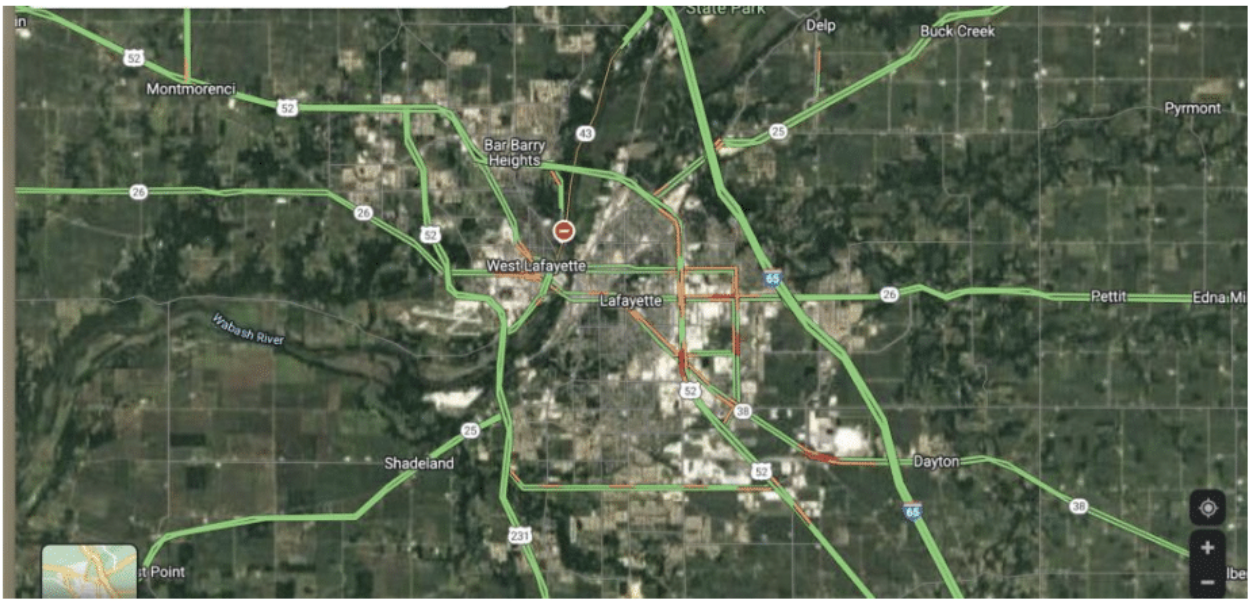 State Park
Delp
Buck Creek
in
52
Montmorenci
52
Pyrmont
43
25
Bar Barry
Heights
26
26
52
West Lafayette
65
26
Pettit
Edna Mi
Lafayette
Wabash River
52
38
25
Shadeland
52
Dayton
38
65
231
st Point
lbe
+
−